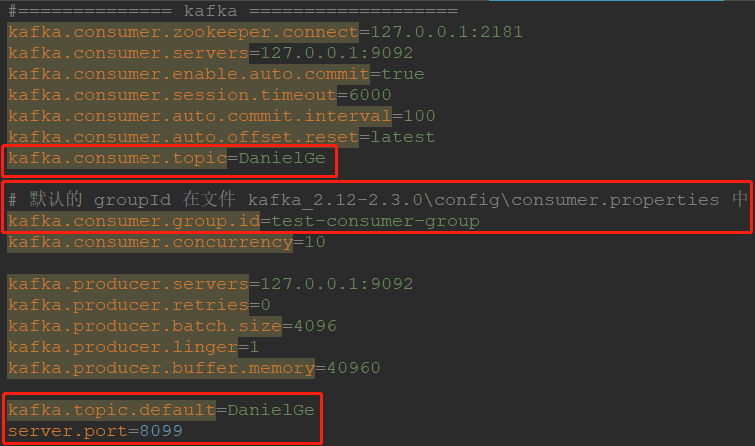 #============== kafka ===================
kafka.consumer.zookeeper.connect=127.0.0.1:2181
kafka.consumer.servers=127.0.0.1:9092
kafka.consumer.enable.auto.commit=true
kafka.consumer.session.timeout=6000
kafka.consumer.auto.commit.interval=100
kafka.consumer.auto.offset.reset=latest
kafka.consumer.topic=DanielGe
# 默认的 groupId 在文件 kafka_2.12-2.3.0\config\consumer.properties 中
kafka.consumer.group.id=test-consumer-group
kafka.consumer.concurrency=10
kafka.producer.servers=127.0.0.1:9092
kafka.producer.retries=0
kafka.producer.batch.size=4096
kafka.producer.linger=1
kafka.producer.buffer.memory=40960
kafka.topic.default=DanielGe
server.port=8099